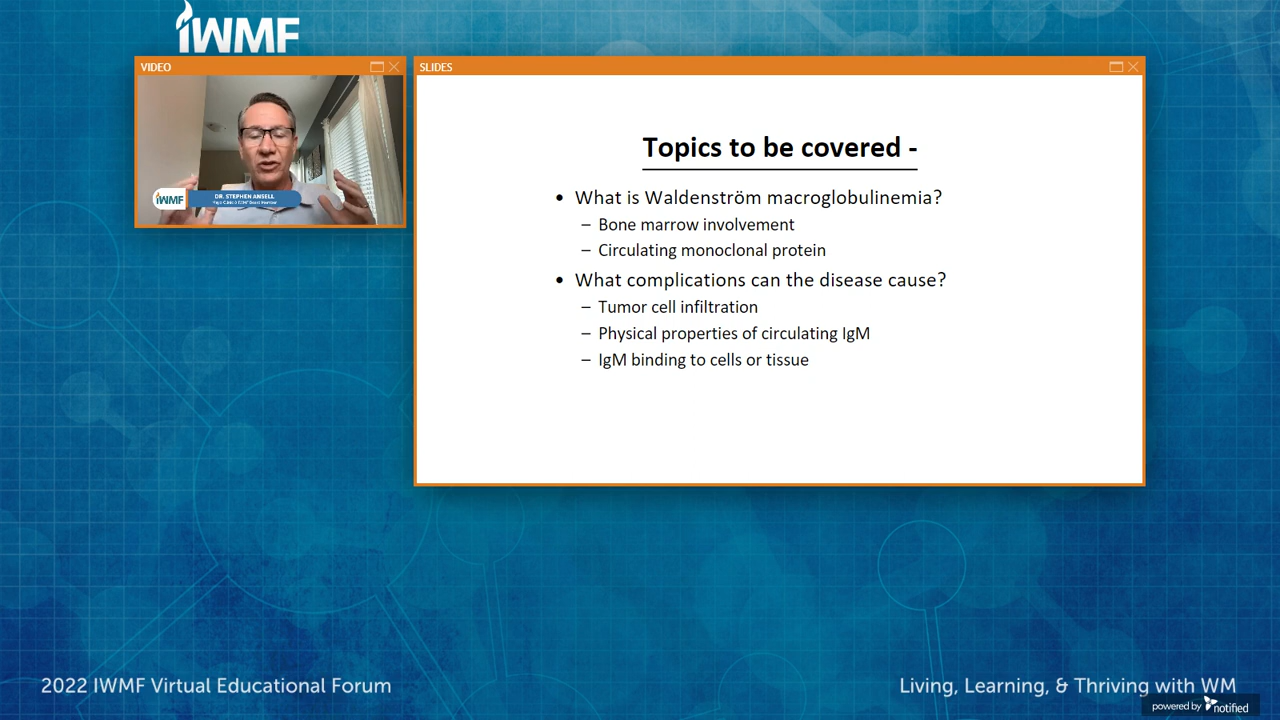 IWMF
VIDEO
SLIDES
IWMF
DR. STEPHEN ANSELL
Topics to be covered -
• What is Waldenström macroglobulinemia?
– Bone marrow involvement
– Circulating monoclonal protein
• What complications can the disease cause?
– Tumor cell infiltration
– Physical properties of circulating IgM
– IgM binding to cells or tissue
2022 IWMF Virtual Educational Forum
Living, Learning, & Thriving with WM
powered by notified